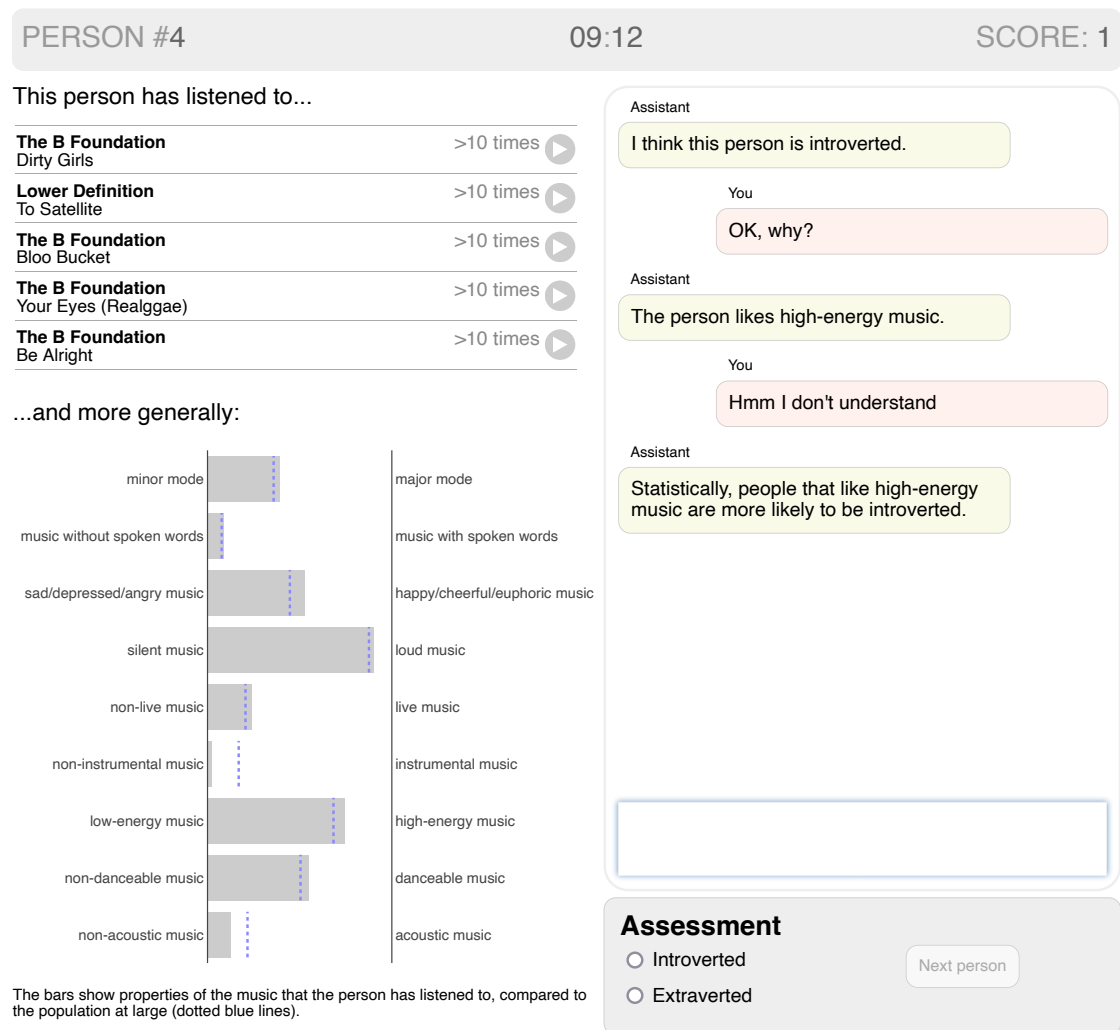 PERSON #4
09:12
SCORE: 1
This person has listened to...
The B Foundation
>10 times
Dirty Girls
Lower Definition
>10 times
To Satellite
The B Foundation
>10 times
Bloo Bucket
The B Foundation
>10 times
Your Eyes (Realggae)
The B Foundation
>10 times
Be Alright
...and more generally:
minor mode
major mode
music without spoken words
music with spoken words
sad/depressed/angry music
happy/cheerful/euphoric music
silent music
loud music
non-live music
live music
non-instrumental music
instrumental music
low-energy music
high-energy music
non-danceable music
danceable music
non-acoustic music
acoustic music
The bars show properties of the music that the person has listened to, compared to
the population at large (dotted blue lines).
Assistant
I think this person is introverted.
You
OK, why?
Assistant
The person likes high-energy music.
You
Hmm I don't understand
Assistant
Statistically, people that like high-energy
music are more likely to be introverted.
Assessment
Introverted
Extraverted
Next person